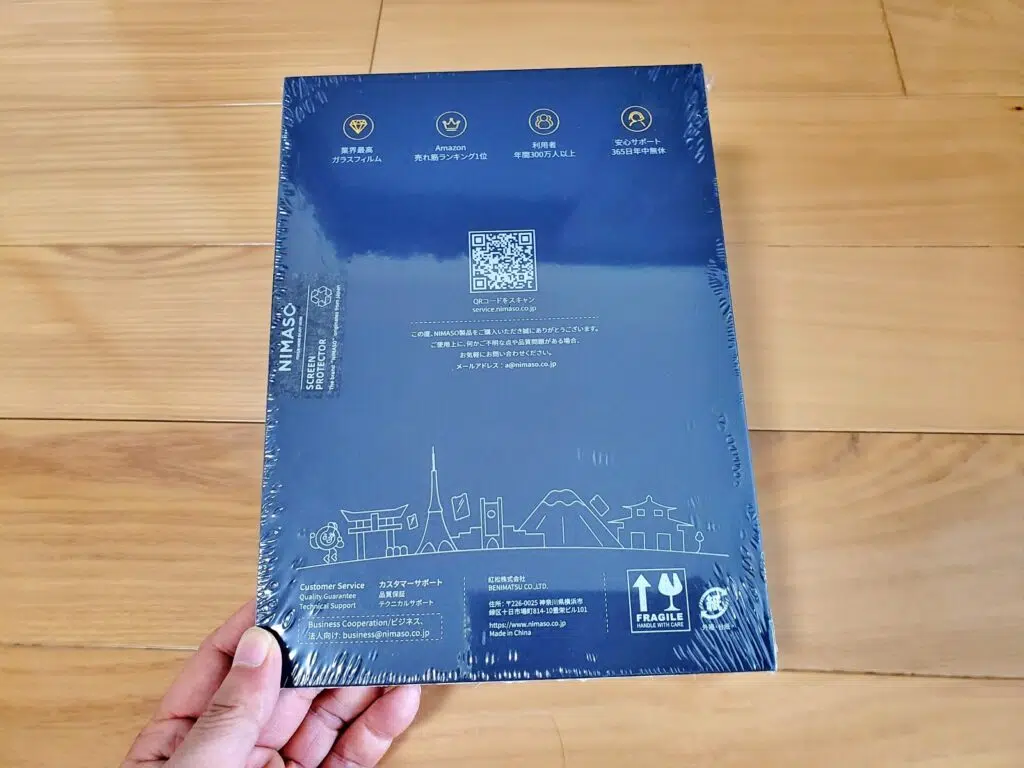 業界最高
ガラスフィルム
Amazon
売れ筋ランキング1位
利用者
年間300万人以上
安心サポート
365日年中無休
QRコードをスキャン
service.nimaso.co.jp
この度、NIMASO製品をご購入いただき誠にありがとうございます。
ご使用上に、何かご不明な点や品質問題がある場合、
お気軽にお問い合わせください。
メールアドレス：a@nimaso.co.jp
NIMASO
SCREEN
PROTECTOR
The brand "NIMASO" originates from Japan
Customer Service
Quality Guarantee
Technical Support
カスタマーサポート
品質保証
テクニカルサポート
Business Cooperation/ビジネス、
法人向け: business@nimaso.co.jp
紅松株式会社
BENIMATSU CO.,LTD.
住所：〒226-0025 神奈川県横浜市
緑区十日市場町814-10豊栄ビル101
https://www.nimaso.co.jp
Made in China
FRAGILE
HANDLE WITH CARE
紙
外箱・台紙